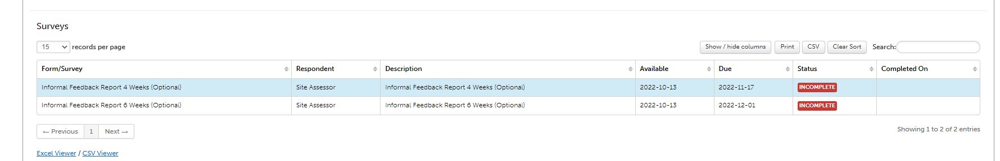 Surveys
15 records per page Show / hide columns Print CSV Clear Sort Search:
Form/Survey Respondent Description Available Due Status Completed On
Informal Feedback Report 4 Weeks (Optional) Site Assessor Informal Feedback Report 4 Weeks (Optional) 2022-10-13 2022-11-17 INCOMPLETE
Informal Feedback Report 6 Weeks (Optional) Site Assessor Informal Feedback Report 6 Weeks (Optional) 2022-10-13 2022-12-01 INCOMPLETE
← Previous 1 Next → Showing 1 to 2 of 2 entries
Excel Viewer / CSV Viewer